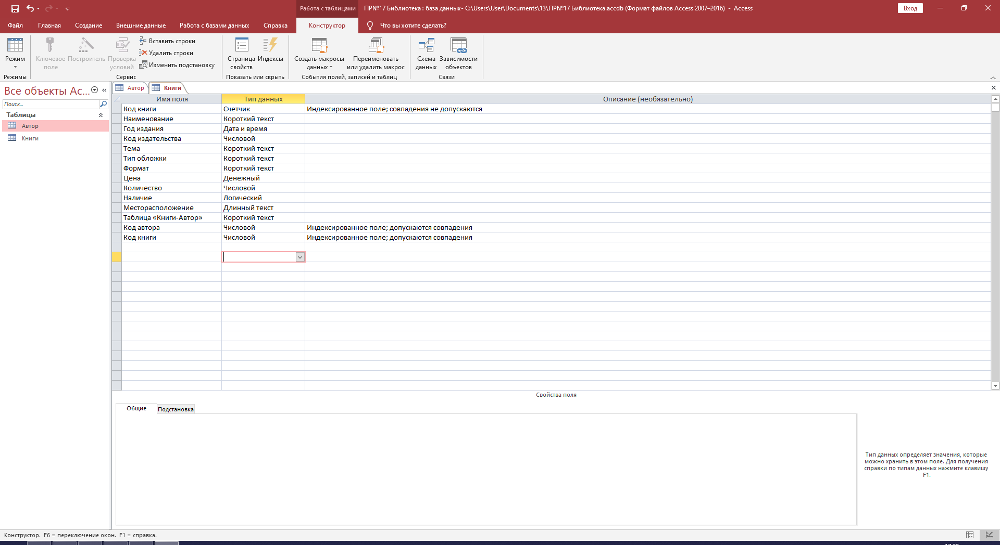 Работа с таблицами
ПР№17 Библиотека : база данных- C:\Users\User\Documents\13\ПР№17 Библиотека.accdb (Формат файлов Access 2007–2016)  -  Access
Вход
Файл
Главная
Создание
Внешние данные
Работа с базами данных
Справка
Конструктор
Что вы хотите сделать?
Режим
Режимы
Ключевое
поле
Построитель
Проверка
условий
Вставить строки
Удалить строки
Изменить подстановку
Сервис
Страница
свойств
Индексы
Показать или скрыть
Создать макросы
данных
Переименовать
или удалить макрос
События полей, записей и таблиц
Схема
данных
Зависимости
объектов
Связи
Все объекты Ac...
Поиск...
Таблицы
Автор
Книги
Автор
Книги
Имя поля Тип данных Описание (необязательно)
Код книги Счетчик Индексированное поле; совпадения не допускаются
Наименование Короткий текст
Год издания Дата и время
Код издательства Числовой
Тема Короткий текст
Тип обложки Короткий текст
Формат Короткий текст
Цена Денежный
Количество Числовой
Наличие Логический
Месторасположение Длинный текст
Таблица «Книги-Автор» Короткий текст
Код автора Числовой Индексированное поле; допускаются совпадения
Код книги Числовой Индексированное поле; допускаются совпадения
Свойства поля
Общие
Подстановка
Тип данных определяет значения, которые
можно хранить в этом поле. Для получения
справки по типам данных нажмите клавишу
F1.
Конструктор.  F6 = переключение окон.  F1 = справка.